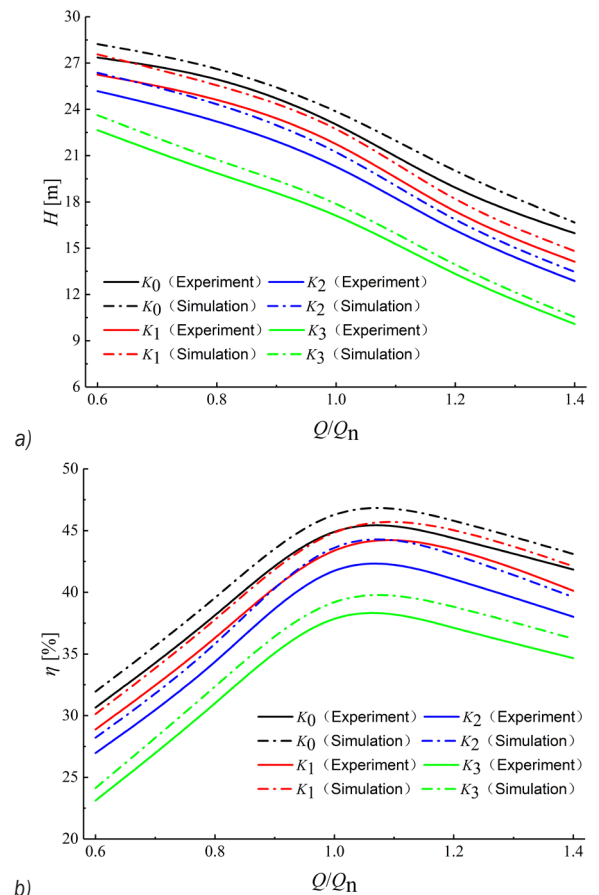 30
27
24
21
18
15
12
9
6
H [m]
K0（Experiment） K2（Experiment）
K0（Simulation） K2（Simulation）
K1（Experiment） K3（Experiment）
K1（Simulation） K3（Simulation）
0.6 0.8 1.0 1.2 1.4
Q/Qn
a)
50
45
40
35
30
25
20
η [%]
K0（Experiment） K2（Experiment）
K0（Simulation） K2（Simulation）
K1（Experiment） K3（Experiment）
K1（Simulation） K3（Simulation）
0.6 0.8 1.0 1.2 1.4
Q/Qn
b)